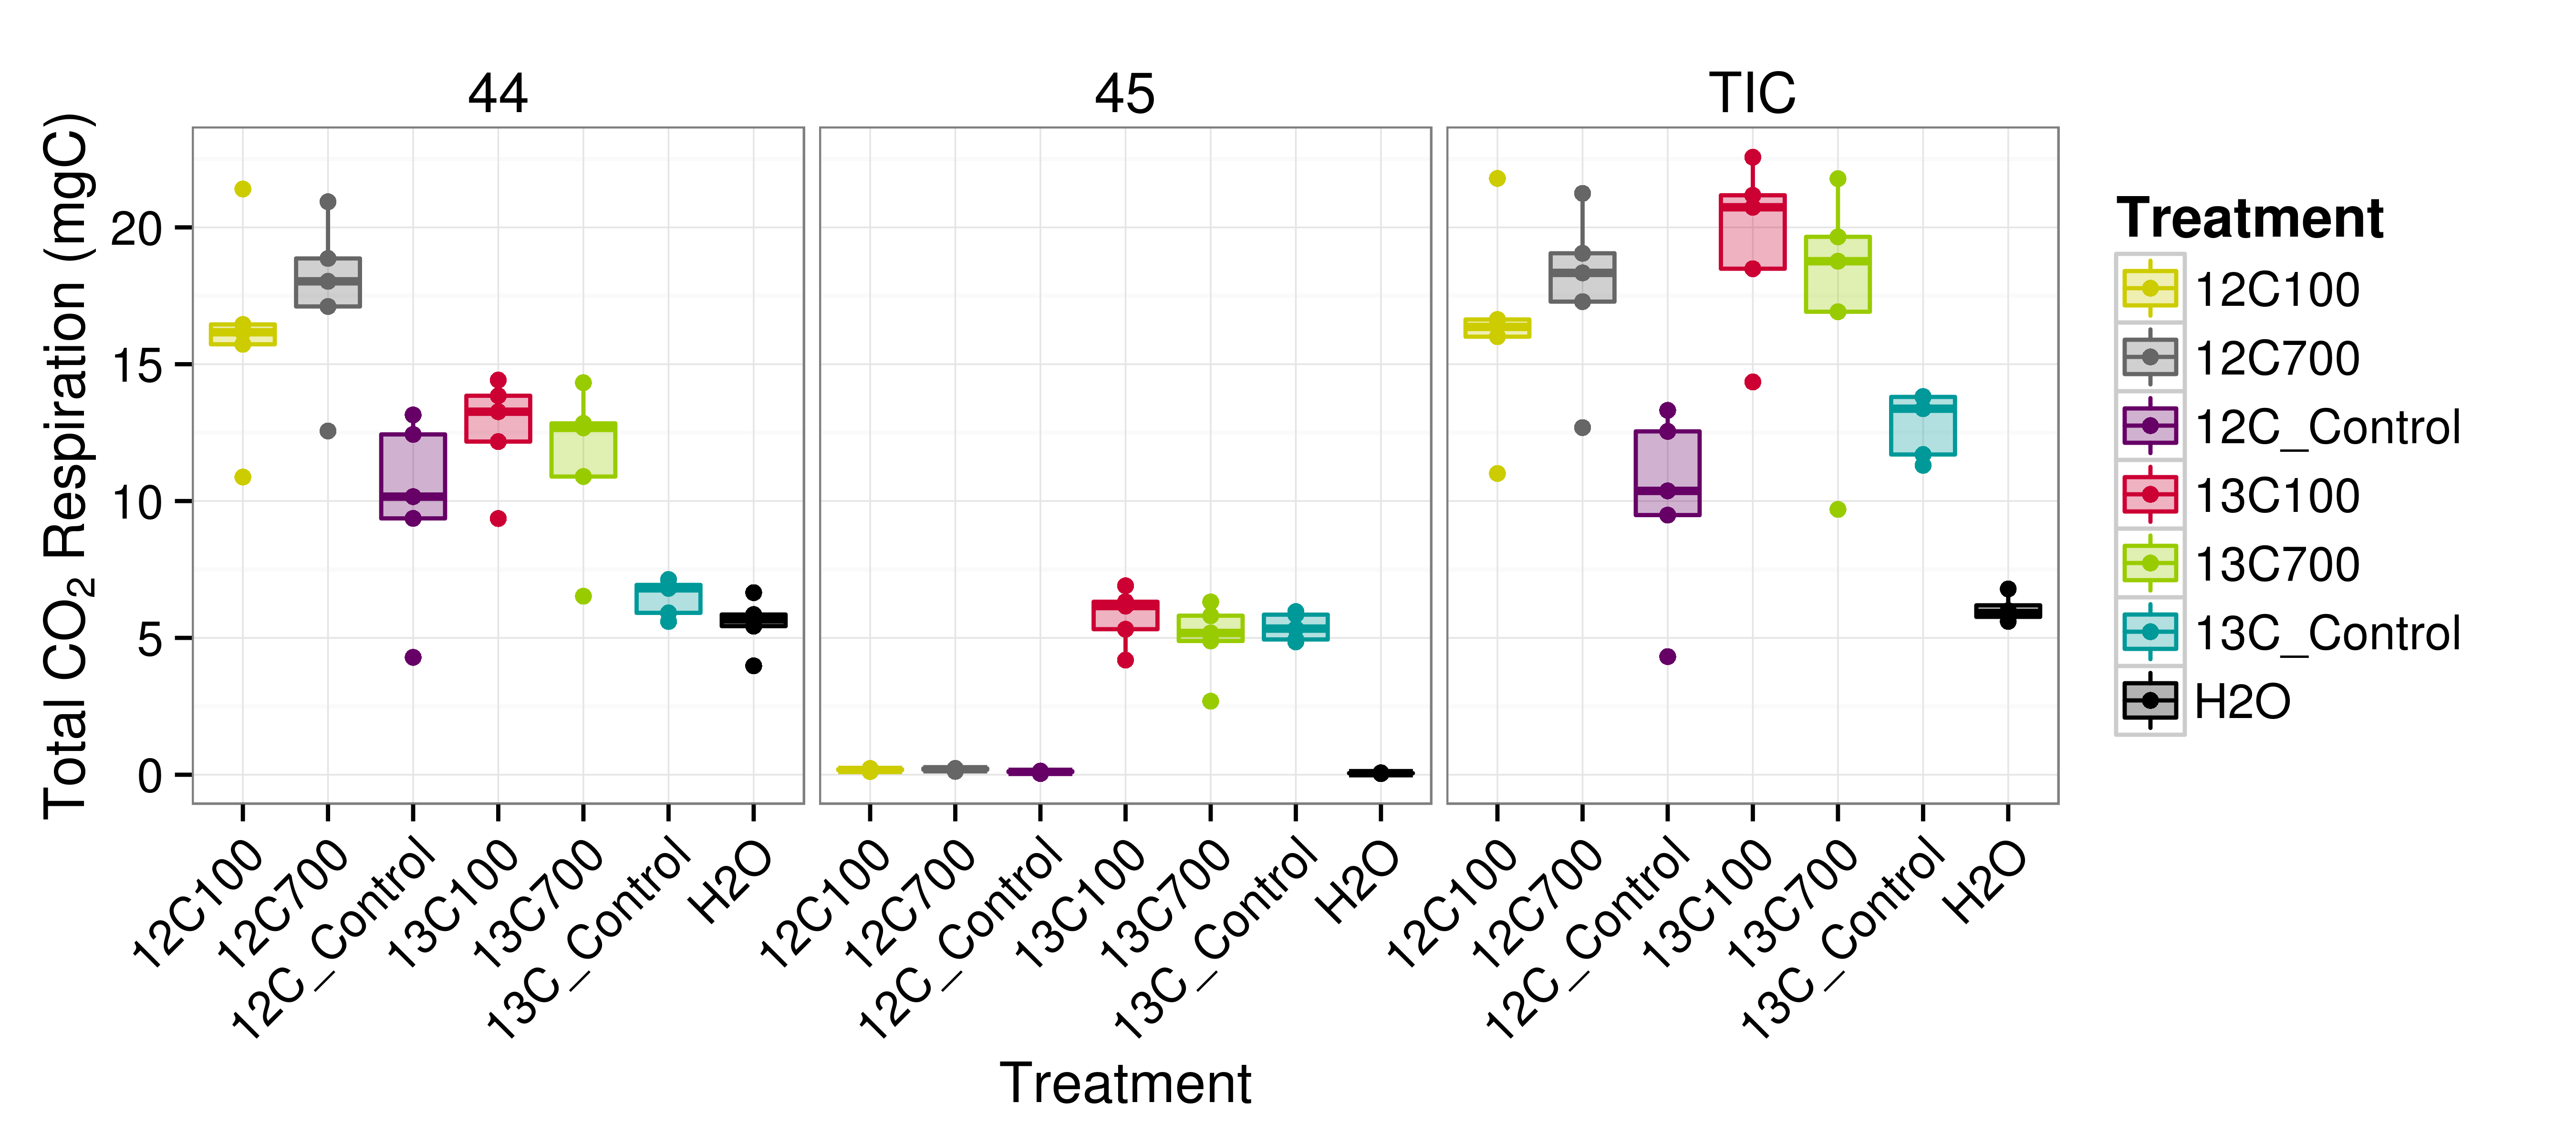 44
45
TIC
Total CO₂ Respiration (mgC)
20
15
10
5
0
12C100
12C700
12C_Control
13C100
13C700
13C_Control
H2O
12C100
12C700
12C_Control
13C100
13C700
13C_Control
H2O
12C100
12C700
12C_Control
13C100
13C700
13C_Control
H2O
Treatment
Treatment
12C100
12C700
12C_Control
13C100
13C700
13C_Control
H2O